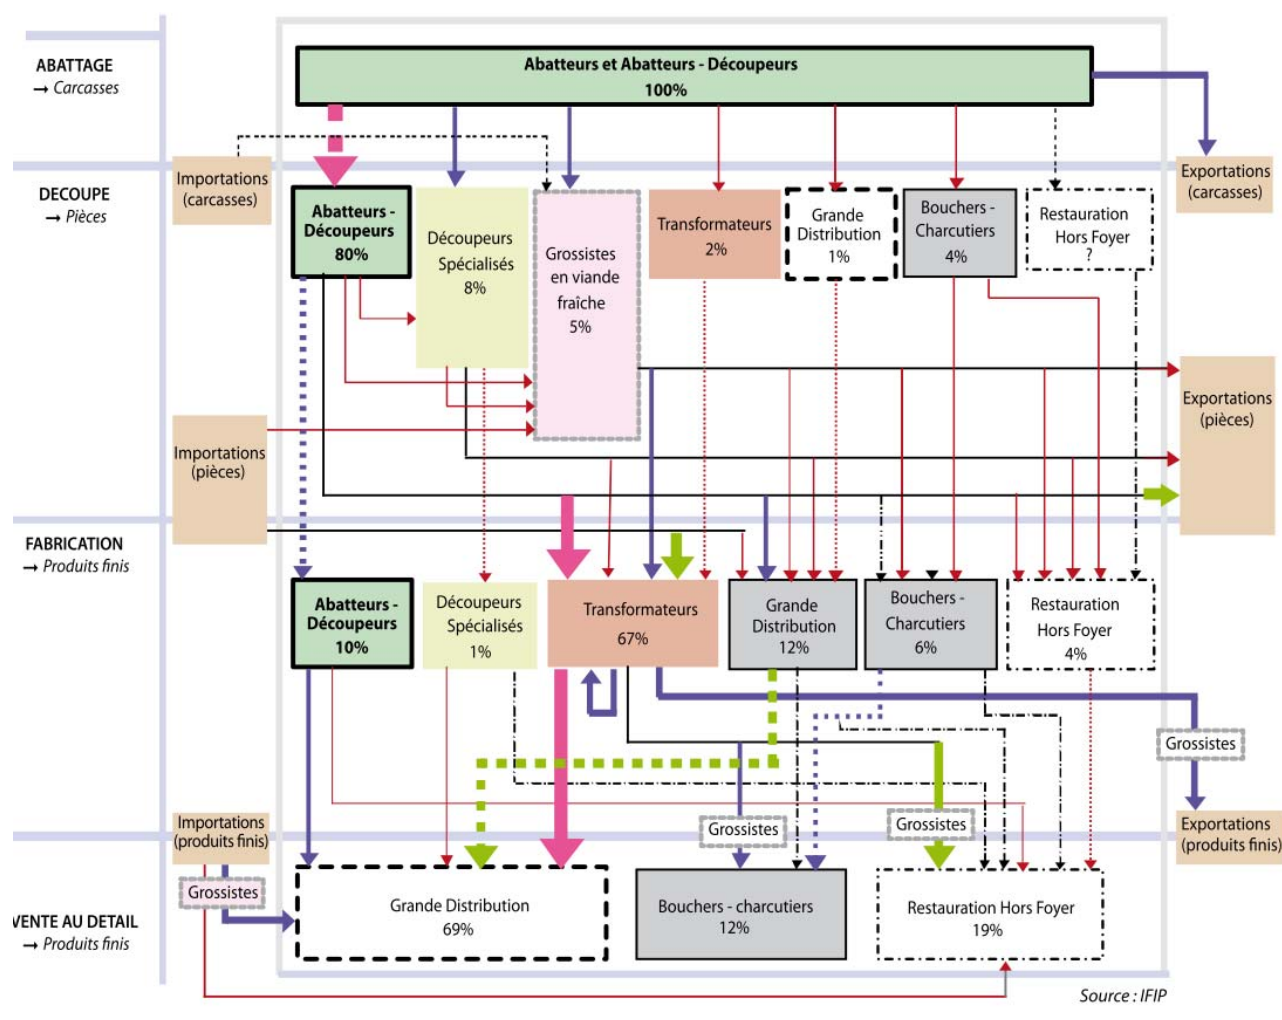 Abatteurs et Abatteurs - Découpeurs
100%
ABATTAGE
→ Carcasses
DECOUPE
→ Pièces
Importations
(carcasses)
Exportations
(carcasses)
Abatteurs -
Découpeurs
80%
Découpeurs
Spécialisés
8%
Grossistes
en viande
fraîche
5%
Transformateurs
2%
Grande
Distribution
1%
Bouchers -
Charcutiers
4%
Restauration
Hors Foyer
?
Importations
(pièces)
Exportations
(pièces)
FABRICATION
→ Produits finis
Abatteurs -
Découpeurs
10%
Découpeurs
Spécialisés
1%
Transformateurs
67%
Grande
Distribution
12%
Bouchers -
Charcutiers
6%
Restauration
Hors Foyer
4%
Grossistes
Importations
(produits finis)
Grossistes
Grossistes
Grossistes
Exportations
(produits finis)
VENTE AU DETAIL
→ Produits finis
Grande Distribution
69%
Bouchers - charcutiers
12%
Restauration Hors Foyer
19%
Source : IFIP